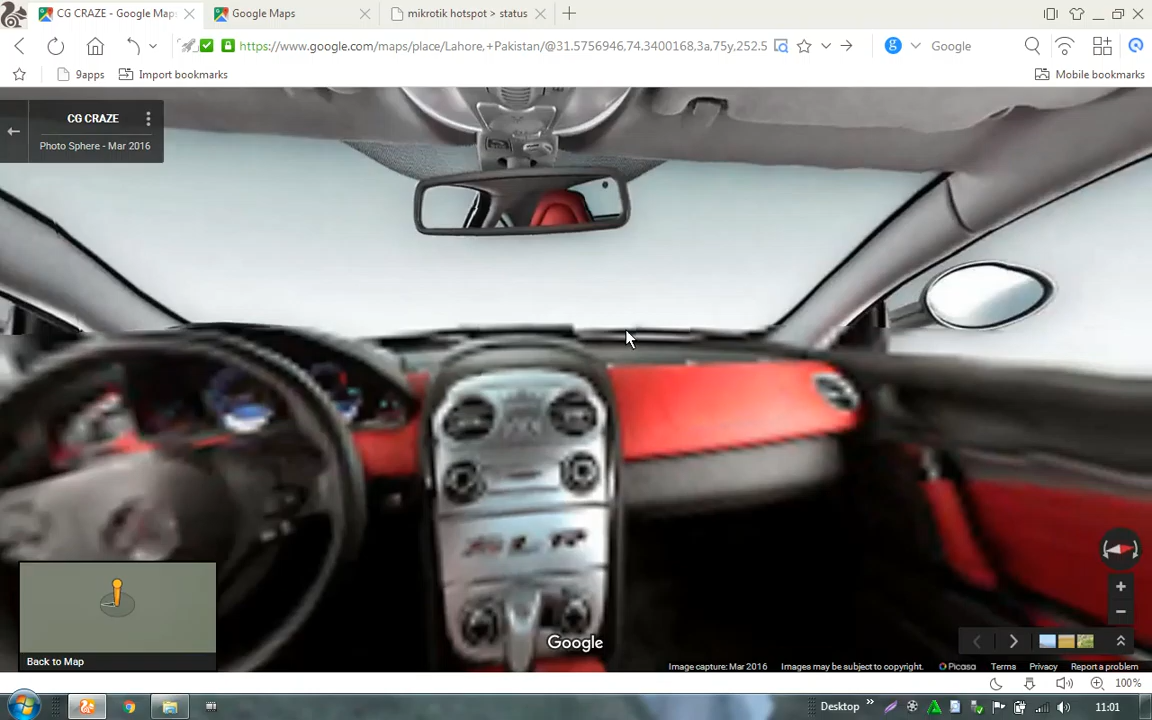 CG CRAZE - Google Map
Google Maps
mikrotik hotspot > status
https://www.google.com/maps/place/Lahore,+Pakistan/@31.5756946,74.3400168,3a,75y,252.5
Google
9apps
Import bookmarks
Mobile bookmarks
CG CRAZE
Photo Sphere - Mar 2016
SLR
Google
Back to Map
Image capture: Mar 2016
Images may be subject to copyright.
Picasa
Terms
Privacy
Report a problem
100%
Desktop
11:01